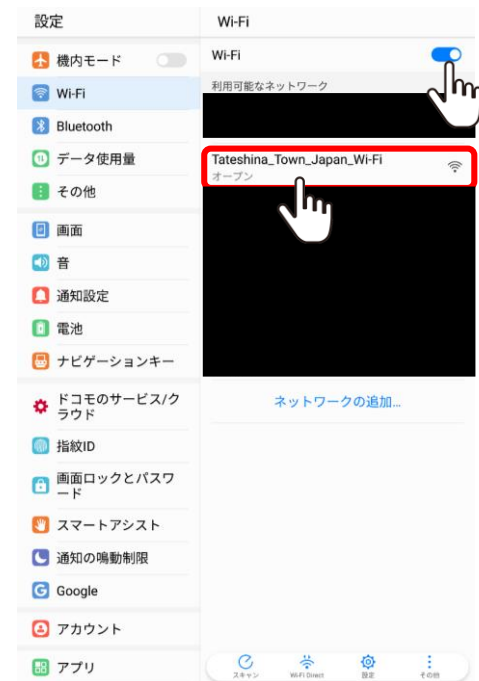 設定
Wi-Fi
機内モード
Wi-Fi
Bluetooth
データ使用量
その他
画面
音
通知設定
電池
ナビゲーションキー
ドコモのサービス/ク
ラウド
指紋ID
画面ロックとパスワ
ード
スマートアシスト
通知の鳴動制限
Google
アカウント
アプリ
Wi-Fi
利用可能なネットワーク
Tateshina_Town_Japan_Wi-Fi
オープン
ネットワークの追加...
スキャン
Wi-Fi Direct
設定
その他